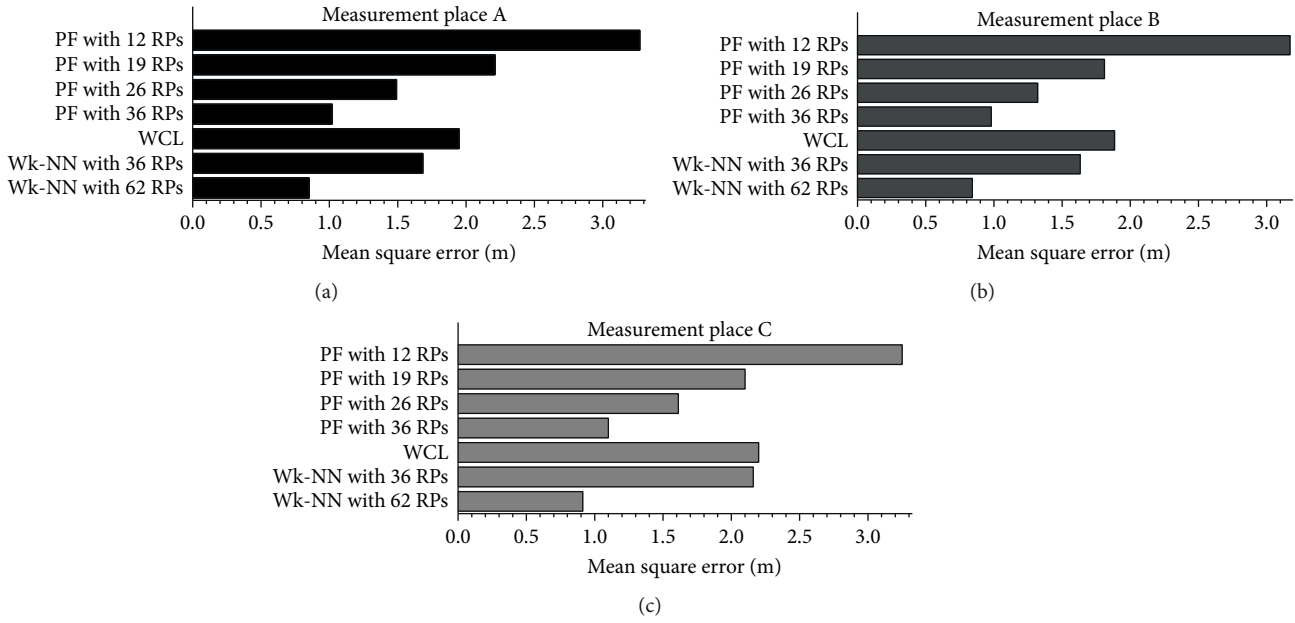 Measurement place A
PF with 12 RPs
PF with 19 RPs
PF with 26 RPs
PF with 36 RPs
WCL
Wk-NN with 36 RPs
Wk-NN with 62 RPs
0.0 0.5 1.0 1.5 2.0 2.5 3.0
Mean square error (m)
(a)
Measurement place B
PF with 12 RPs
PF with 19 RPs
PF with 26 RPs
PF with 36 RPs
WCL
Wk-NN with 36 RPs
Wk-NN with 62 RPs
0.0 0.5 1.0 1.5 2.0 2.5 3.0
Mean square error (m)
(b)
Measurement place C
PF with 12 RPs
PF with 19 RPs
PF with 26 RPs
PF with 36 RPs
WCL
Wk-NN with 36 RPs
Wk-NN with 62 RPs
0.0 0.5 1.0 1.5 2.0 2.5 3.0
Mean square error (m)
(c)